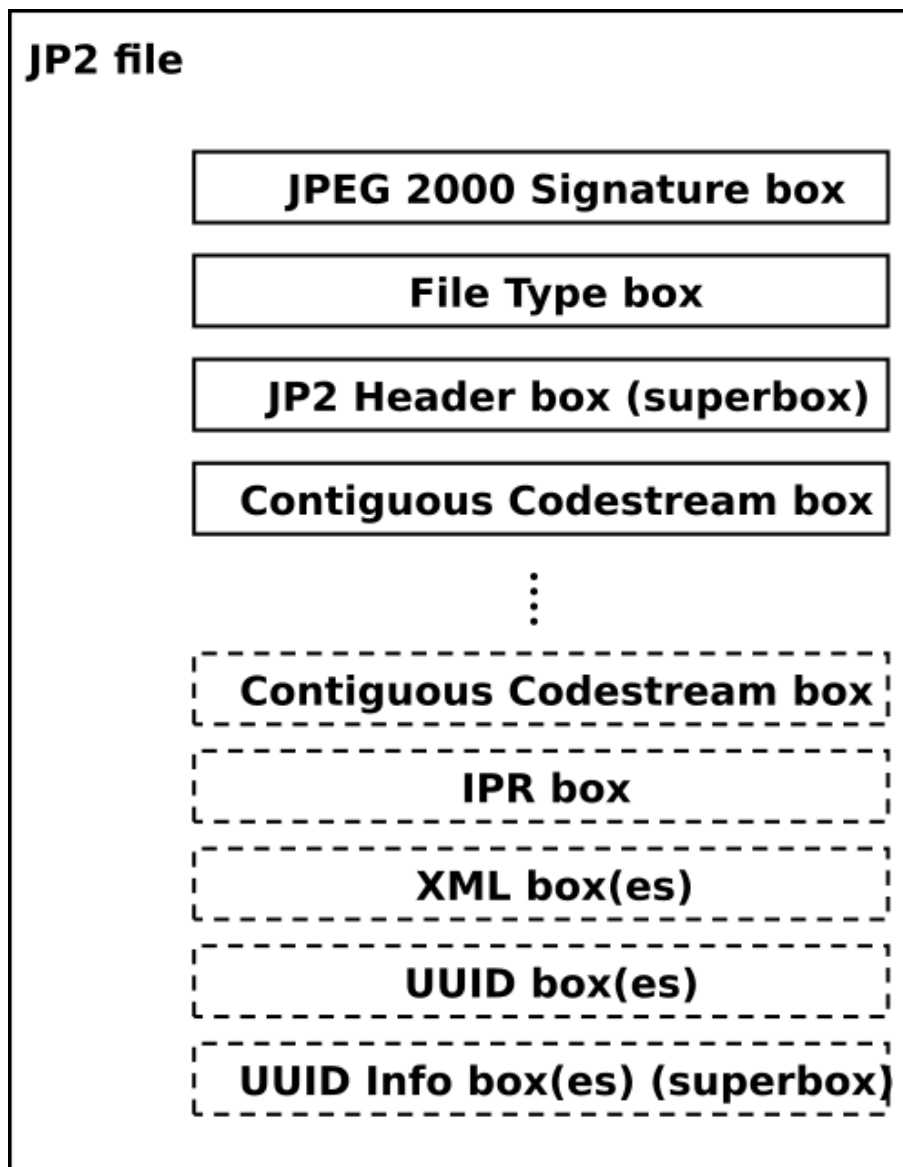 JP2 file
JPEG 2000 Signature box
File Type box
JP2 Header box (superbox)
Contiguous Codestream box
Contiguous Codestream box
IPR box
XML box(es)
UUID box(es)
UUID Info box(es) (superbox)